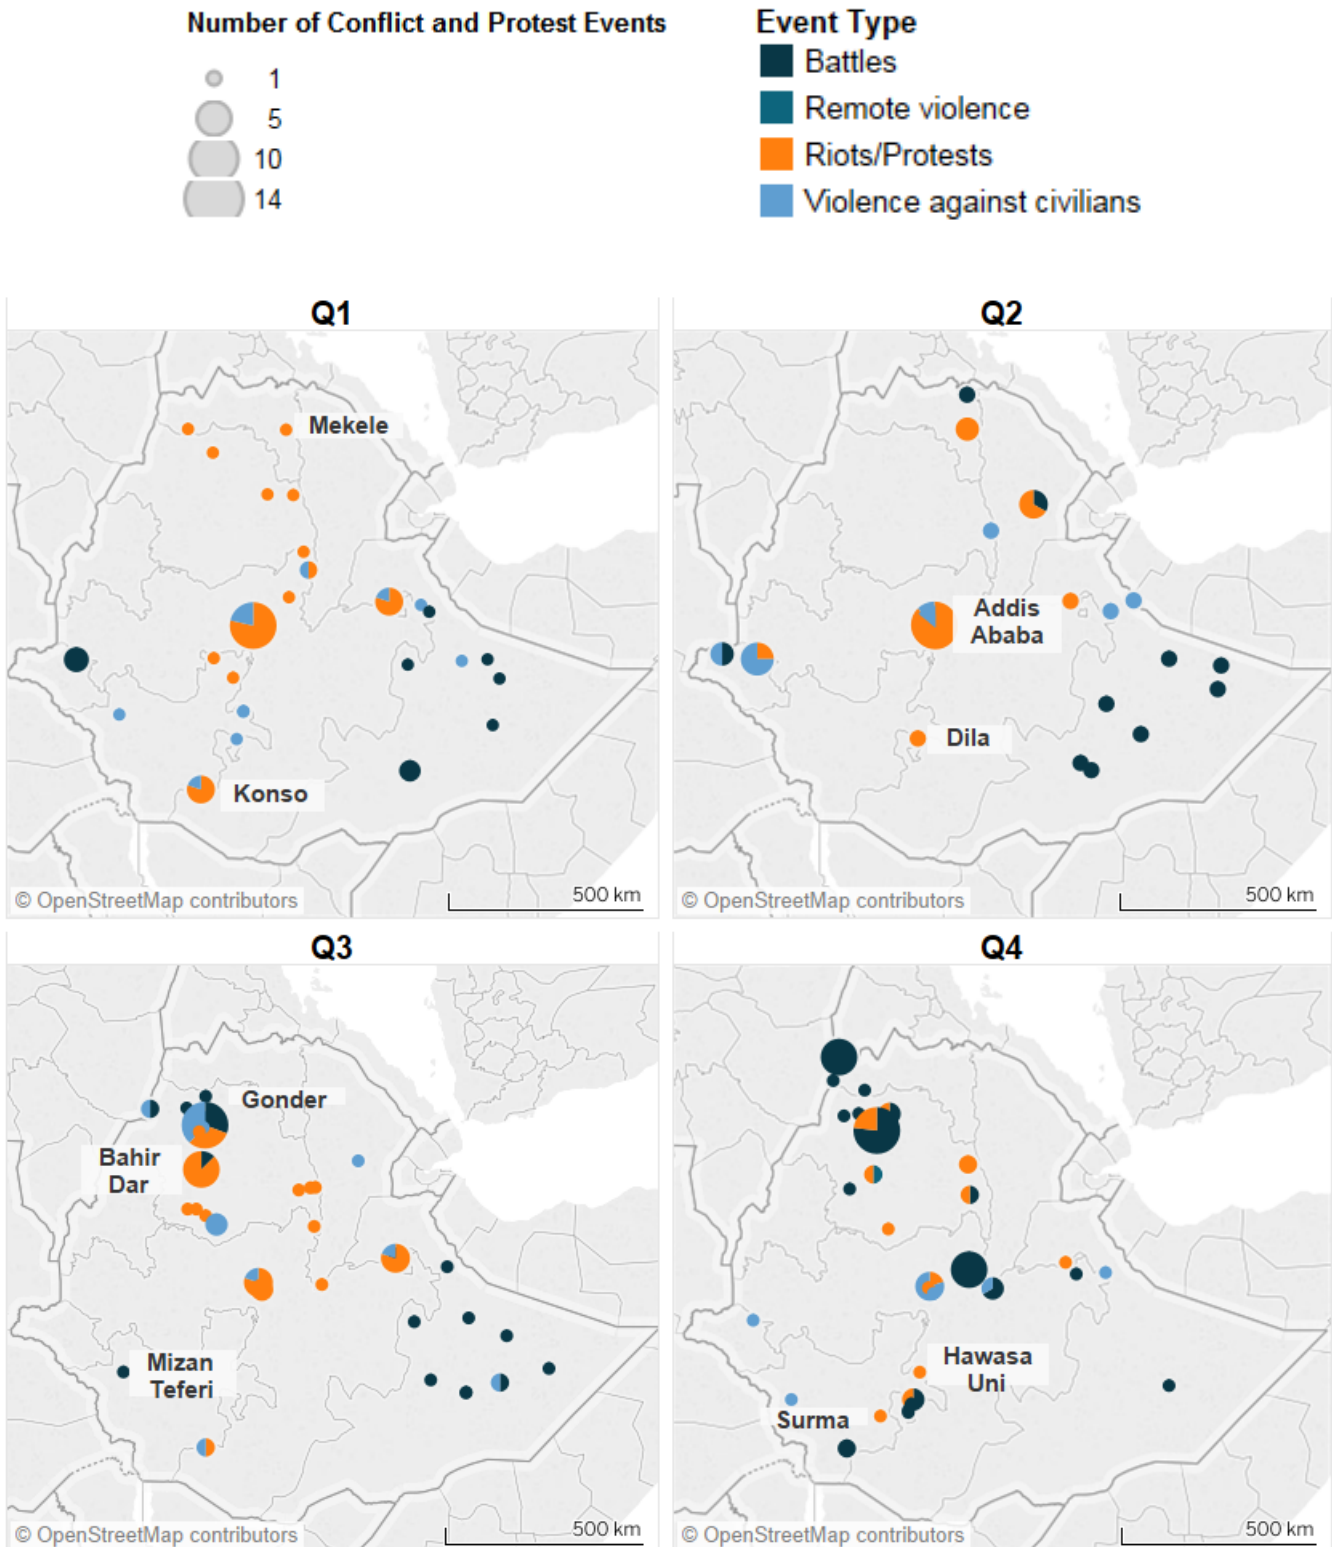 Number of Conflict and Protest Events
1
5
10
14
Event Type
Battles
Remote violence
Riots/Protests
Violence against civilians
Q1
Mekele
Konso
© OpenStreetMap contributors
500 km
Q2
Addis
Ababa
Dila
© OpenStreetMap contributors
500 km
Q3
Gonder
Bahir
Dar
Mizan
Teferi
© OpenStreetMap contributors
500 km
Q4
Hawasa
Uni
Surma
© OpenStreetMap contributors
500 km